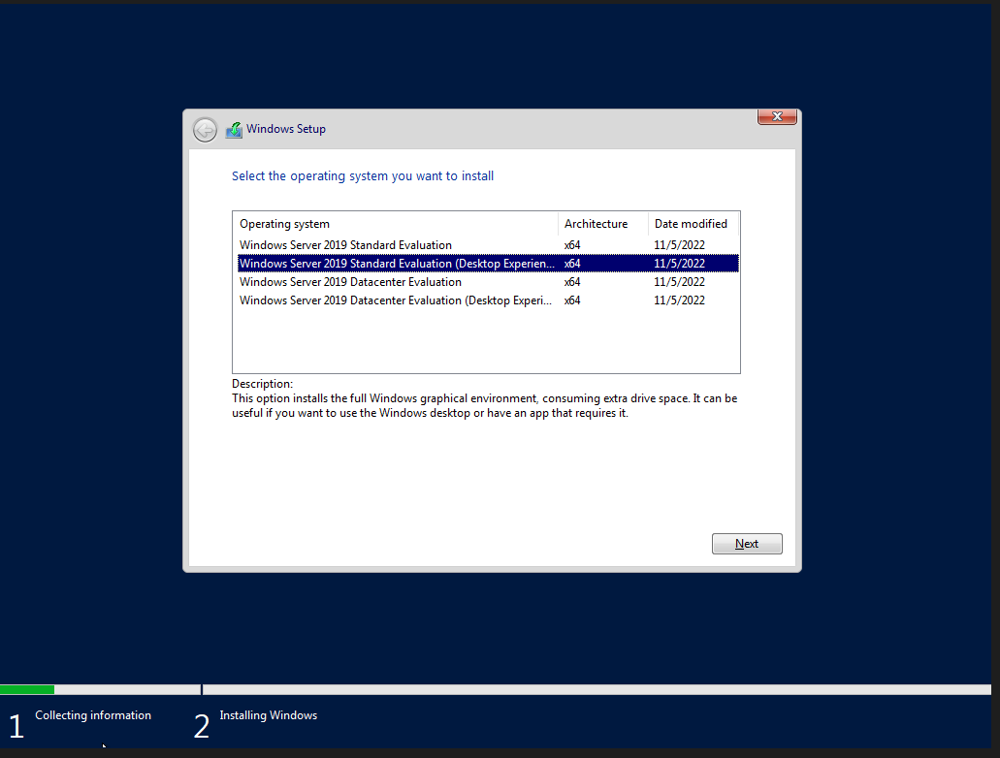 Windows Setup
Select the operating system you want to install
Operating system Architecture Date modified
Windows Server 2019 Standard Evaluation x64 11/5/2022
Windows Server 2019 Standard Evaluation (Desktop Experien... x64 11/5/2022
Windows Server 2019 Datacenter Evaluation x64 11/5/2022
Windows Server 2019 Datacenter Evaluation (Desktop Experi... x64 11/5/2022
Description:
This option installs the full Windows graphical environment, consuming extra drive space. It can be
useful if you want to use the Windows desktop or have an app that requires it.
Next
1 Collecting information 2 Installing Windows